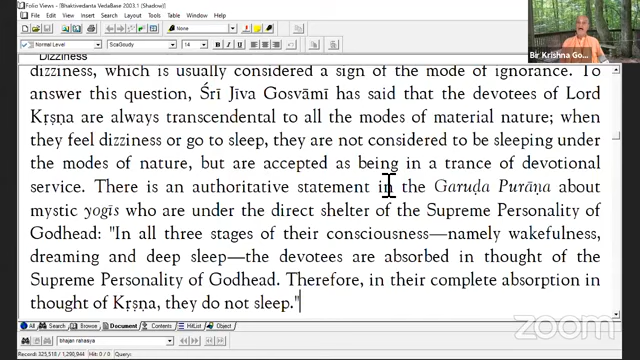 Folio Views - [Bhaktivedanta VedaBase 2003.1 (Shadow)]
File Edit View Search Layout Tools Window Help
<None>
Normal Level
ScaGoudy
14
Bir Krishna Go...
Dizziness
dizziness, which is usually considered a sign of the mode of ignorance. To
answer this question, Śrī Jīva Gosvāmī has said that the devotees of Lord
Kṛṣṇa are always transcendental to all the modes of material nature; when
they feel dizziness or go to sleep, they are not considered to be sleeping under
the modes of nature, but are accepted as being in a trance of devotional
service. There is an authoritative statement in the Garuḍa Purāṇa about
mystic yogīs who are under the direct shelter of the Supreme Personality of
Godhead: "In all three stages of their consciousness—namely wakefulness,
dreaming and deep sleep—the devotees are absorbed in thought of the
Supreme Personality of Godhead. Therefore, in their complete absorption in
thought of Kṛṣṇa, they do not sleep."
zoom
All Search Browse Document Contents HitList Object
bhajan rahasya
Record: 325,518 / 1,298,944 Hit: 0 / 0 Query: